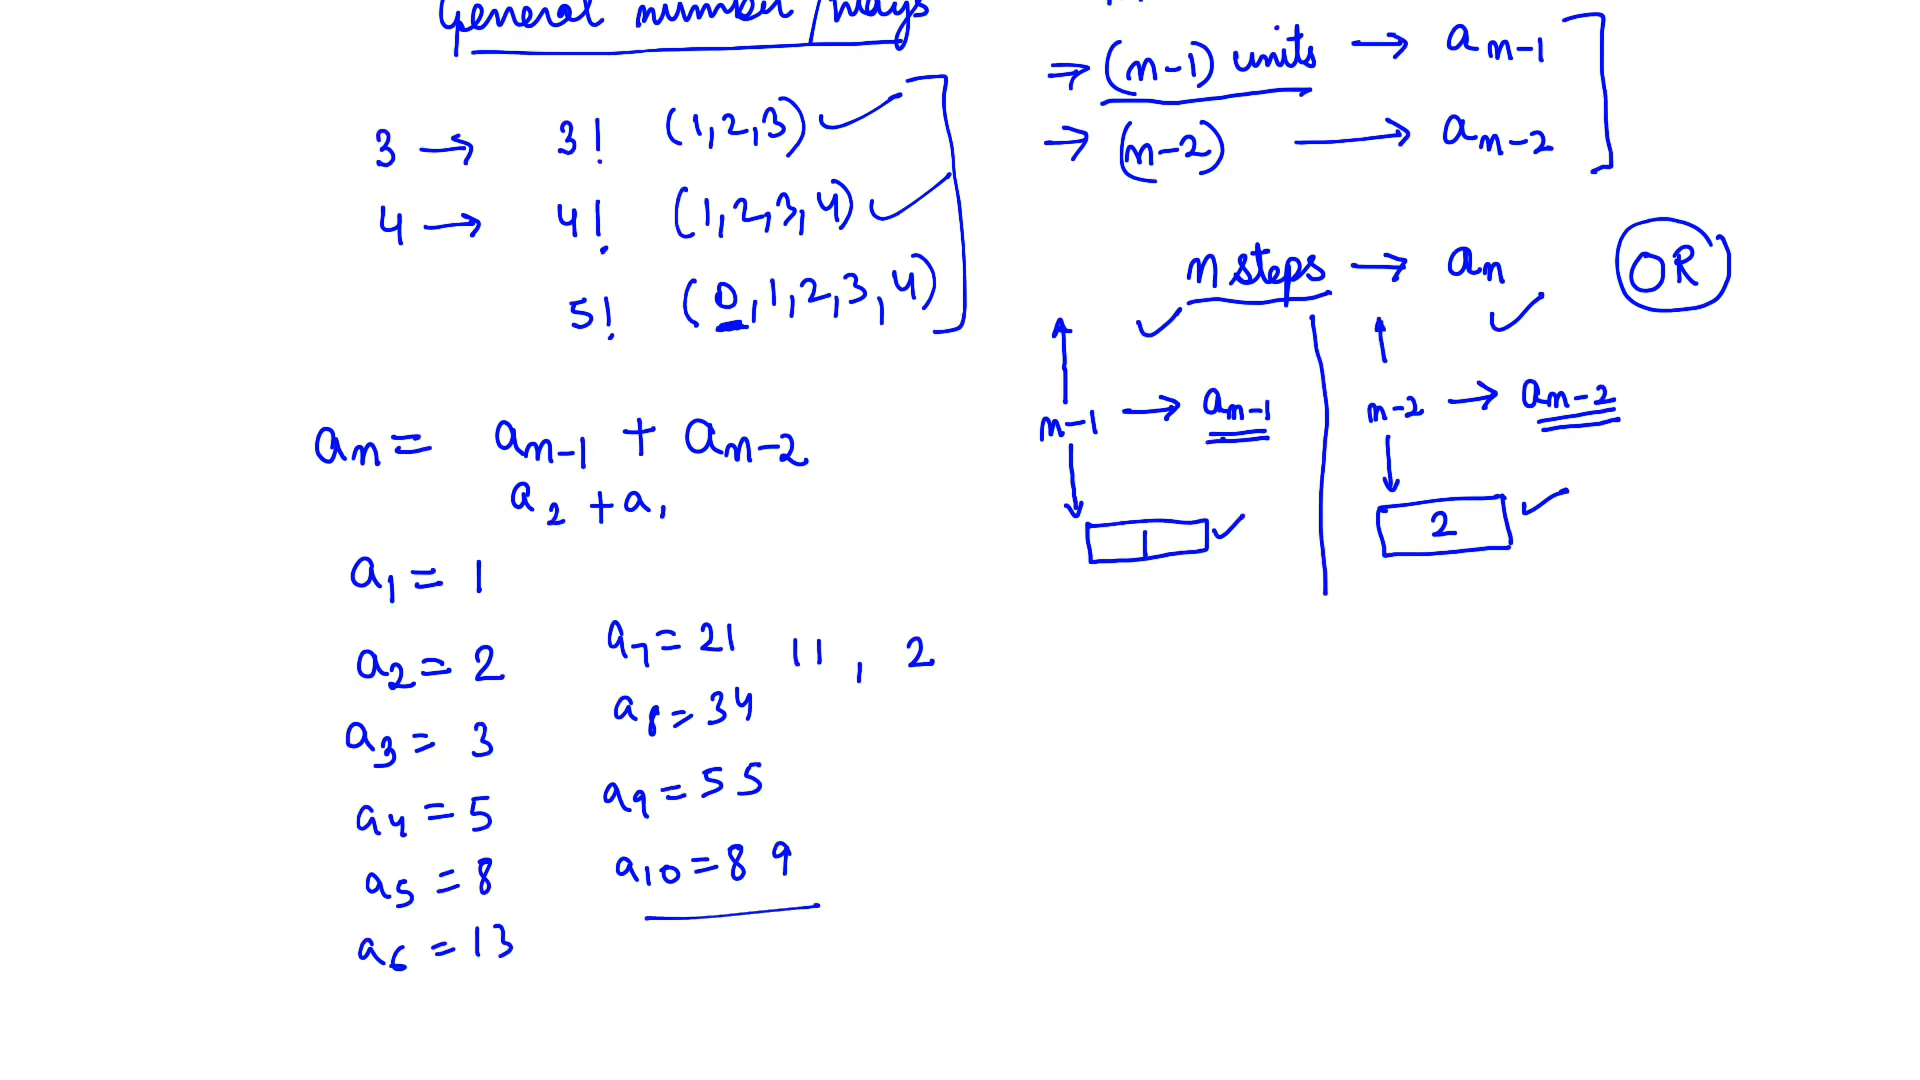 General number ways
3 → 3! (1,2,3)
4 → 4! (1,2,3,4)
5! (0,1,2,3,4)
an = an-1 + an-2
a2 + a1
a1 = 1
a2 = 2
a3 = 3
a4 = 5
a5 = 8
a6 = 13
a7 = 21 11, 2
a8 = 34
a9 = 55
a10 = 89
⇒ (n-1) units → an-1
→ (n-2) → an-2
n steps → an OR
n-1 → an-1
1
n-2 → an-2
2